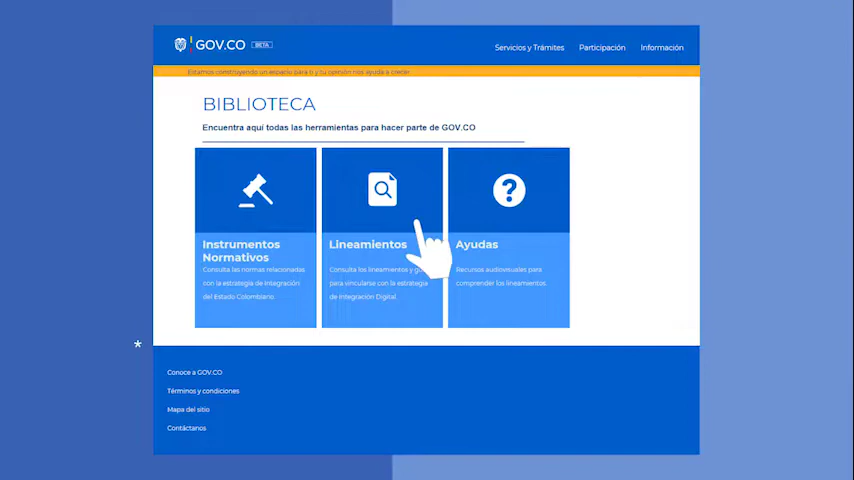 GOV.CO BETA
Servicios y Trámites Participación Información
Estamos construyendo un espacio para ti y tu opinión nos ayuda a crecer
BIBLIOTECA
Encuentra aquí todas las herramientas para hacer parte de GOV.CO
Instrumentos
Normativos
Consulta las normas relacionadas
con la estrategia de Integración
del Estado Colombiano.
Lineamientos
Consulta los lineamientos y
para vincularse con la estrategia
de Integración Digital.
Ayudas
Recursos audiovisuales para
comprender los lineamientos.
*
Conoce a GOV.CO
Términos y condiciones
Mapa del sitio
Contáctanos